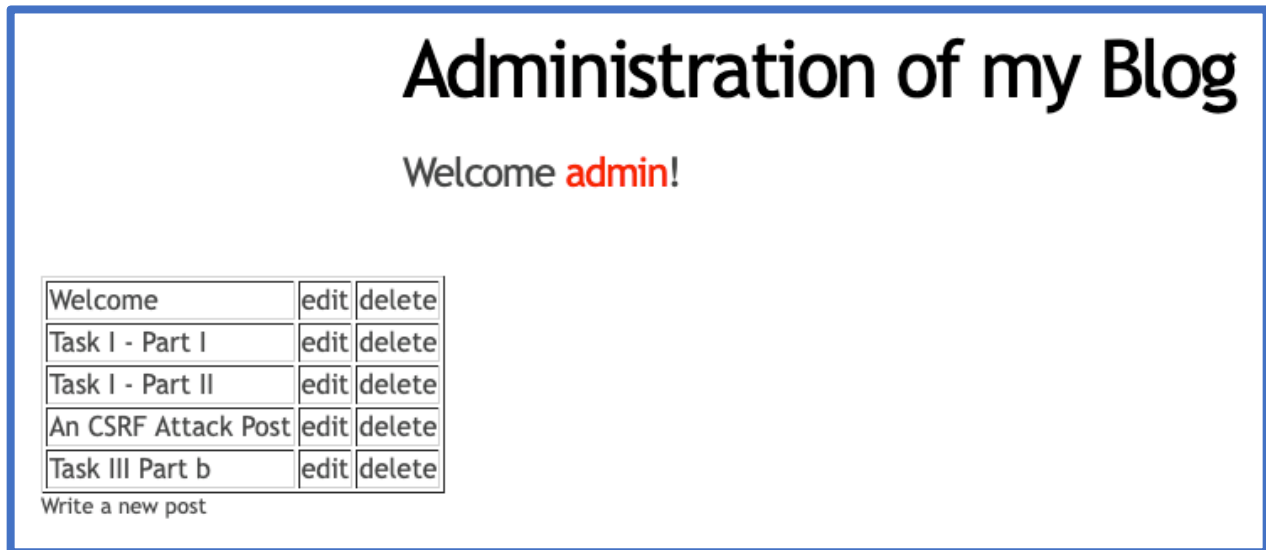 Administration of my Blog
Welcome admin!
Welcome edit delete
Task I - Part I edit delete
Task I - Part II edit delete
An CSRF Attack Post edit delete
Task III Part b edit delete
Write a new post